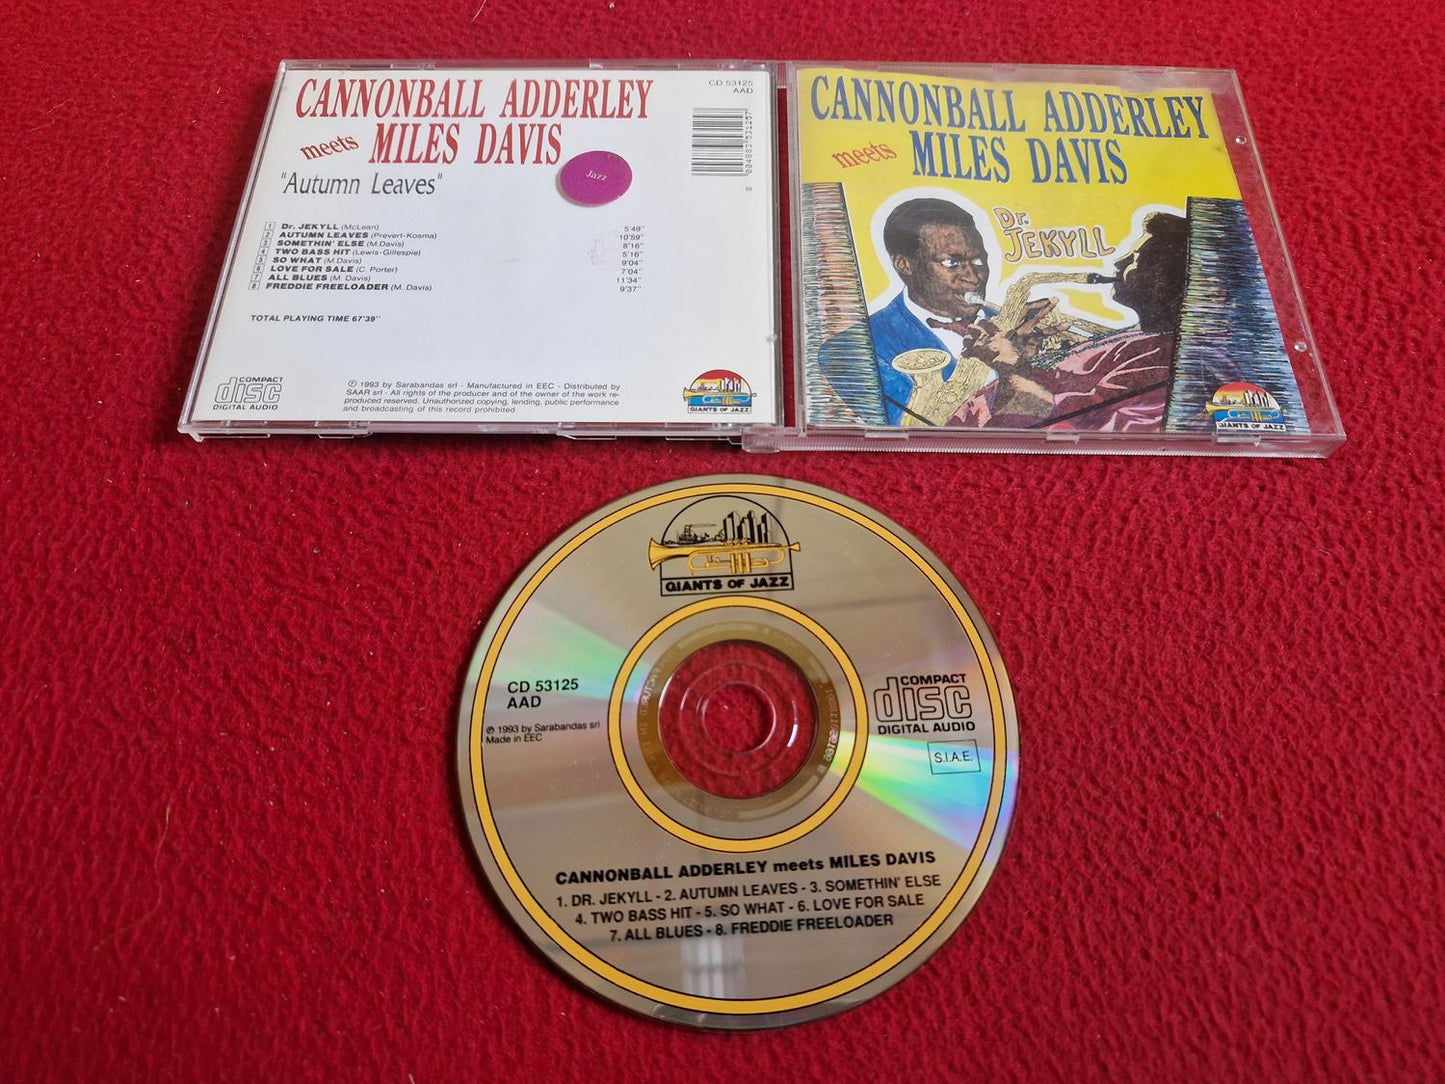 CANNONBALL ADDERLEY
meets MILES DAVIS
"Autumn Leaves"
CD 53125
AAD
8 004883 531257
Jazz
1 Dr. JEKYLL (McLean) 5'49"
2 AUTUMN LEAVES (Prevert-Kosma) 10'59"
3 SOMETHIN' ELSE (M.Davis) 8'16"
4 TWO BASS HIT (Lewis-Gillespie) 5'16"
5 SO WHAT (M.Davis) 9'04"
6 LOVE FOR SALE (C. Porter) 7'04"
7 ALL BLUES (M. Davis) 11'34"
8 FREDDIE FREELOADER (M. Davis) 9'37"
TOTAL PLAYING TIME 67'39"
COMPACT
disc
DIGITAL AUDIO
℗ 1993 by Sarabandas srl - Manufactured in EEC - Distributed by
SAAR srl - All rights of the producer and of the owner of the work re-
produced reserved. Unauthorized copying, lending, public performance
and broadcasting of this record prohibited.
GIANTS OF JAZZ
CANNONBALL ADDERLEY
meets MILES DAVIS
Dr.
JEKYLL
GIANTS OF JAZZ
GIANTS OF JAZZ
CD 53125
AAD
℗ 1993 by Sarabandas srl
Made in EEC
COMPACT
disc
DIGITAL AUDIO
S.I.A.E.
CANNONBALL ADDERLEY meets MILES DAVIS
1. DR. JEKYLL - 2. AUTUMN LEAVES - 3. SOMETHIN' ELSE
4. TWO BASS HIT - 5. SO WHAT - 6. LOVE FOR SALE
7. ALL BLUES - 8. FREDDIE FREELOADER